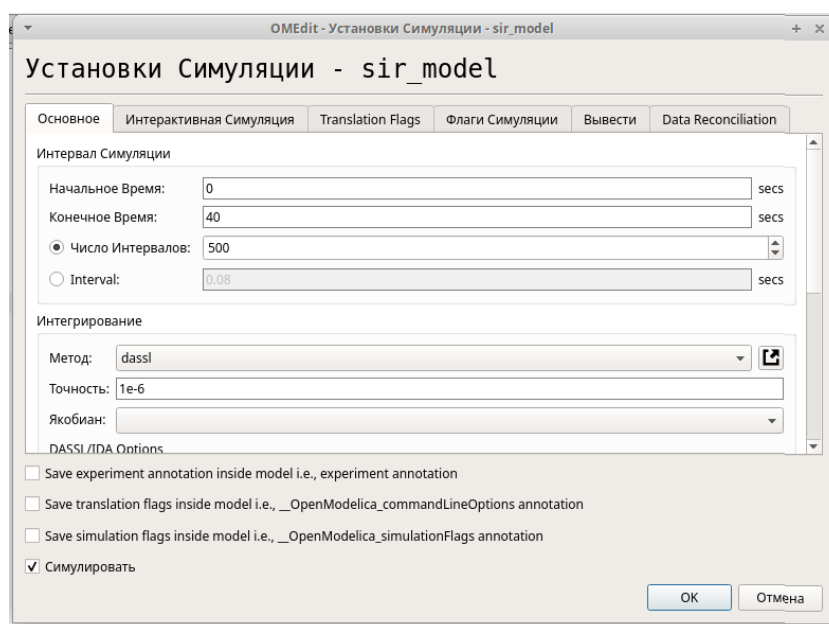 OMEdit - Установки Симуляции - sir_model
Установки Симуляции - sir_model
Основное Интерактивная Симуляция Translation Flags Флаги Симуляции Вывести Data Reconciliation
Интервал Симуляции
Начальное Время: 0 secs
Конечное Время: 40 secs
Число Интервалов: 500
Interval: 0.08 secs
Интегрирование
Метод: dassl
Точность: 1e-6
Якобиан:
DASSL/IDA Options
Save experiment annotation inside model i.e., experiment annotation
Save translation flags inside model i.e., __OpenModelica_commandLineOptions annotation
Save simulation flags inside model i.e., __OpenModelica_simulationFlags annotation
Симулировать
OK Отмена